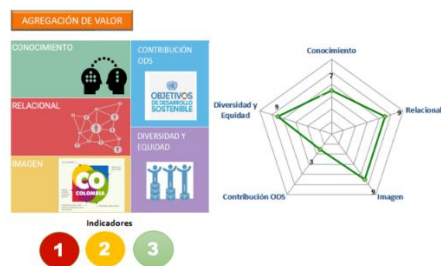 AGREGACIÓN DE VALOR
CONOCIMIENTO
CONTRIBUCIÓN
ODS
OBJETIVOS
DE DESARROLLO
SOSTENIBLE
RELACIONAL
DIVERSIDAD Y
EQUIDAD
IMAGEN
CO
COLOMBIA
Indicadores
1
2
3
Conocimiento
7
Diversidad y
Equidad
9
9
Relacional
3
Contribución ODS
9
Imagen